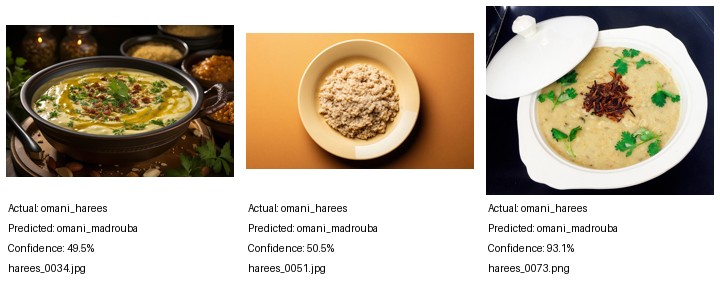 Actual: omani_harees
Predicted: omani_madrouba
Confidence: 49.5%
harees_0034.jpg
Actual: omani_harees
Predicted: omani_madrouba
Confidence: 50.5%
harees_0051.jpg
Actual: omani_harees
Predicted: omani_madrouba
Confidence: 93.1%
harees_0073.png